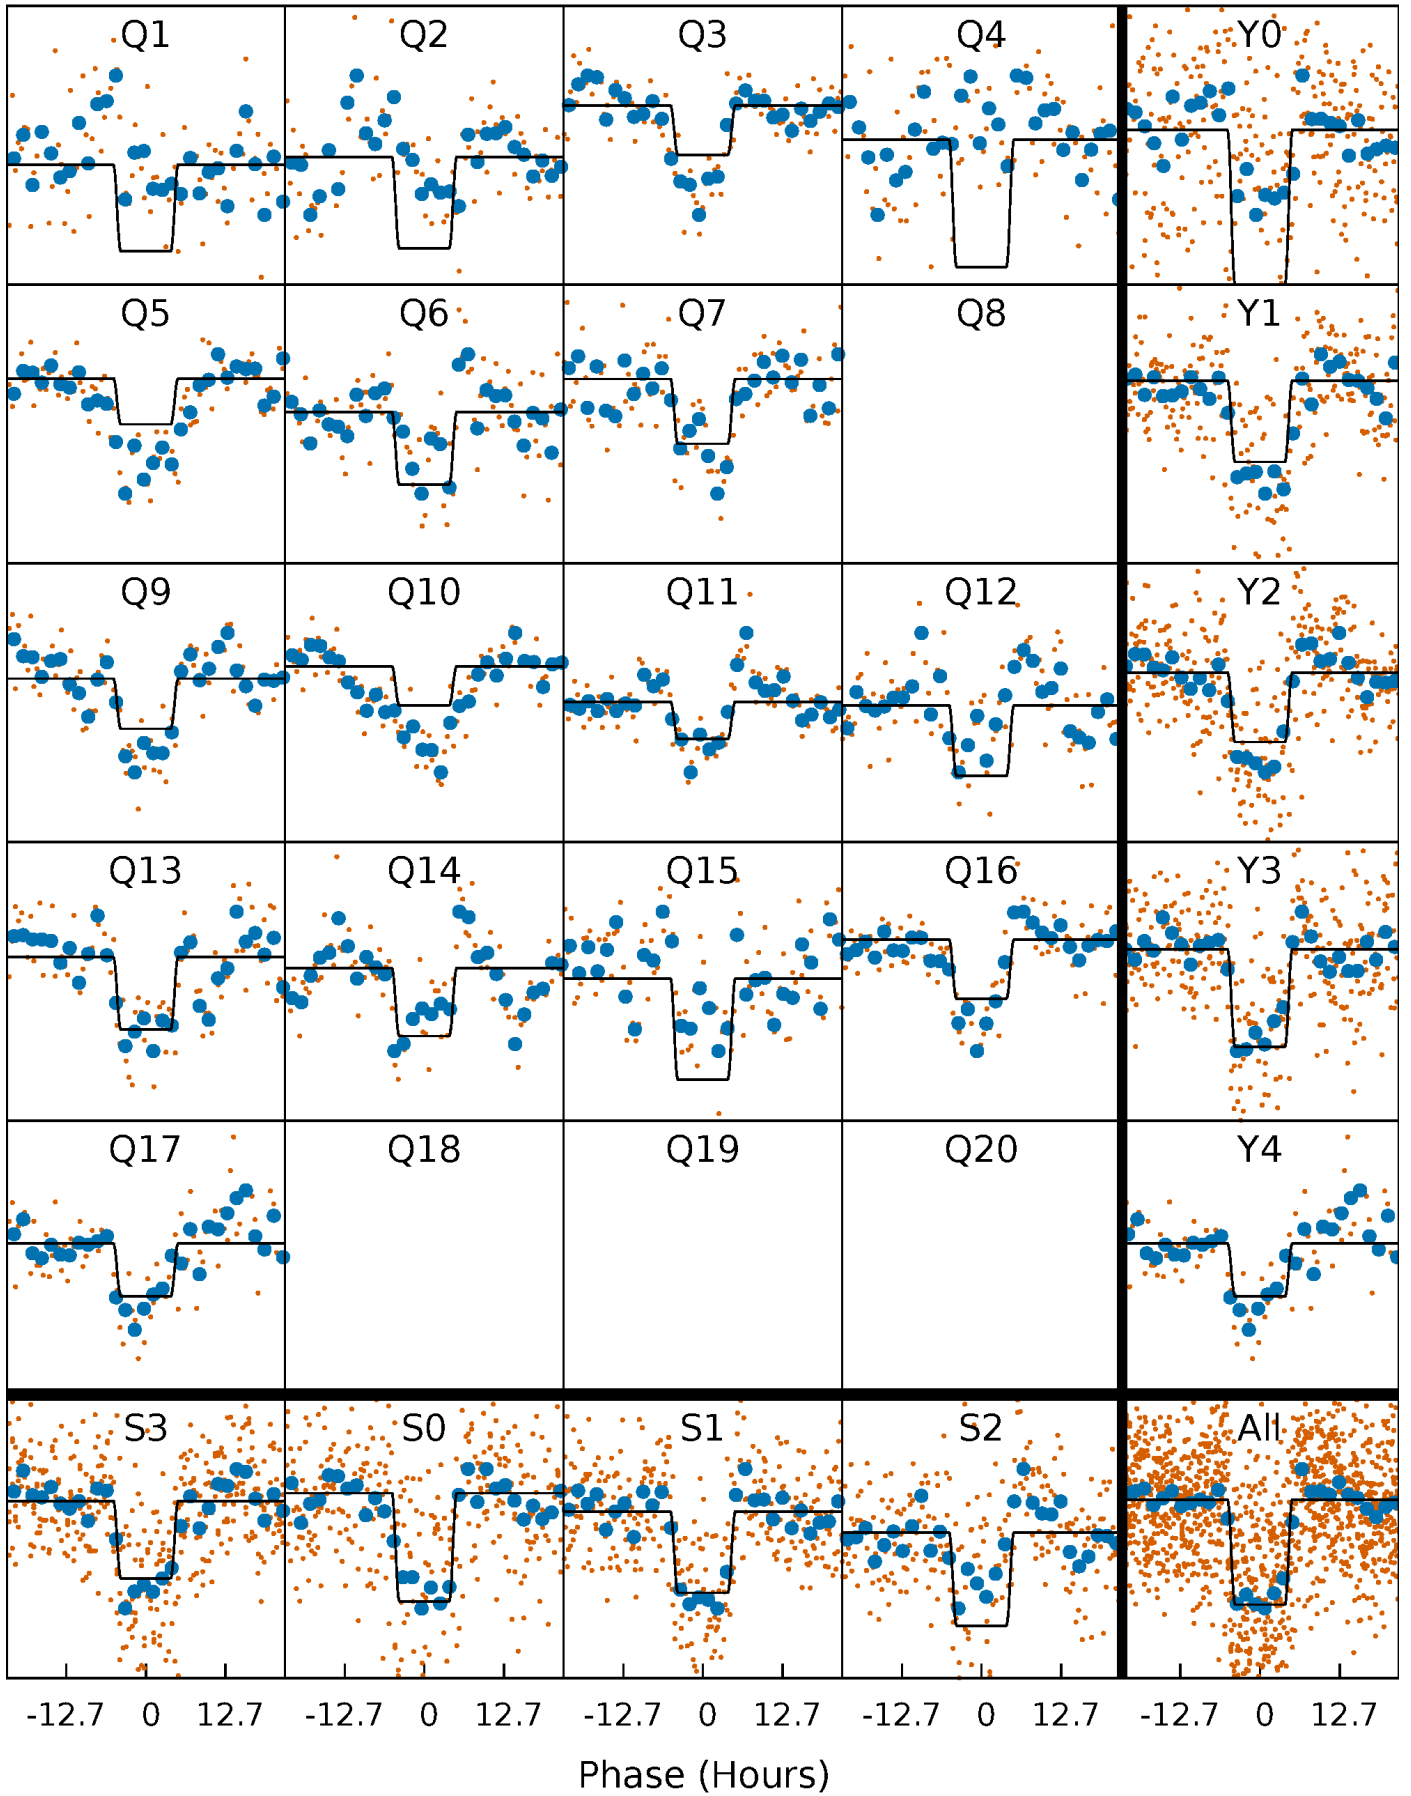 Q1 Q2 Q3 Q4 Y0
Q5 Q6 Q7 Q8 Y1
Q9 Q10 Q11 Q12 Y2
Q13 Q14 Q15 Q16 Y3
Q17 Q18 Q19 Q20 Y4
S3 S0 S1 S2 All
-12.7 0 12.7 -12.7 0 12.7 -12.7 0 12.7 -12.7 0 12.7 -12.7 0 12.7
Phase (Hours)